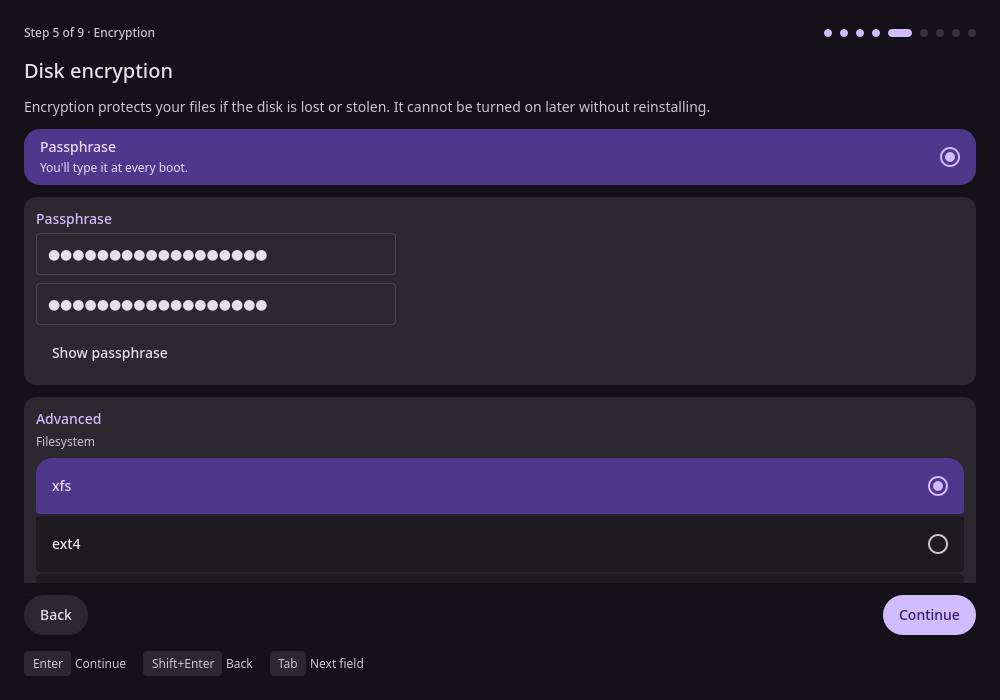 Step 5 of 9 · Encryption
Disk encryption
Encryption protects your files if the disk is lost or stolen. It cannot be turned on later without reinstalling.
Passphrase
You'll type it at every boot.
Passphrase
●●●●●●●●●●●●●●●●●●
●●●●●●●●●●●●●●●●●●
Show passphrase
Advanced
Filesystem
xfs
ext4
Back
Continue
Enter Continue Shift+Enter Back Tab Next field